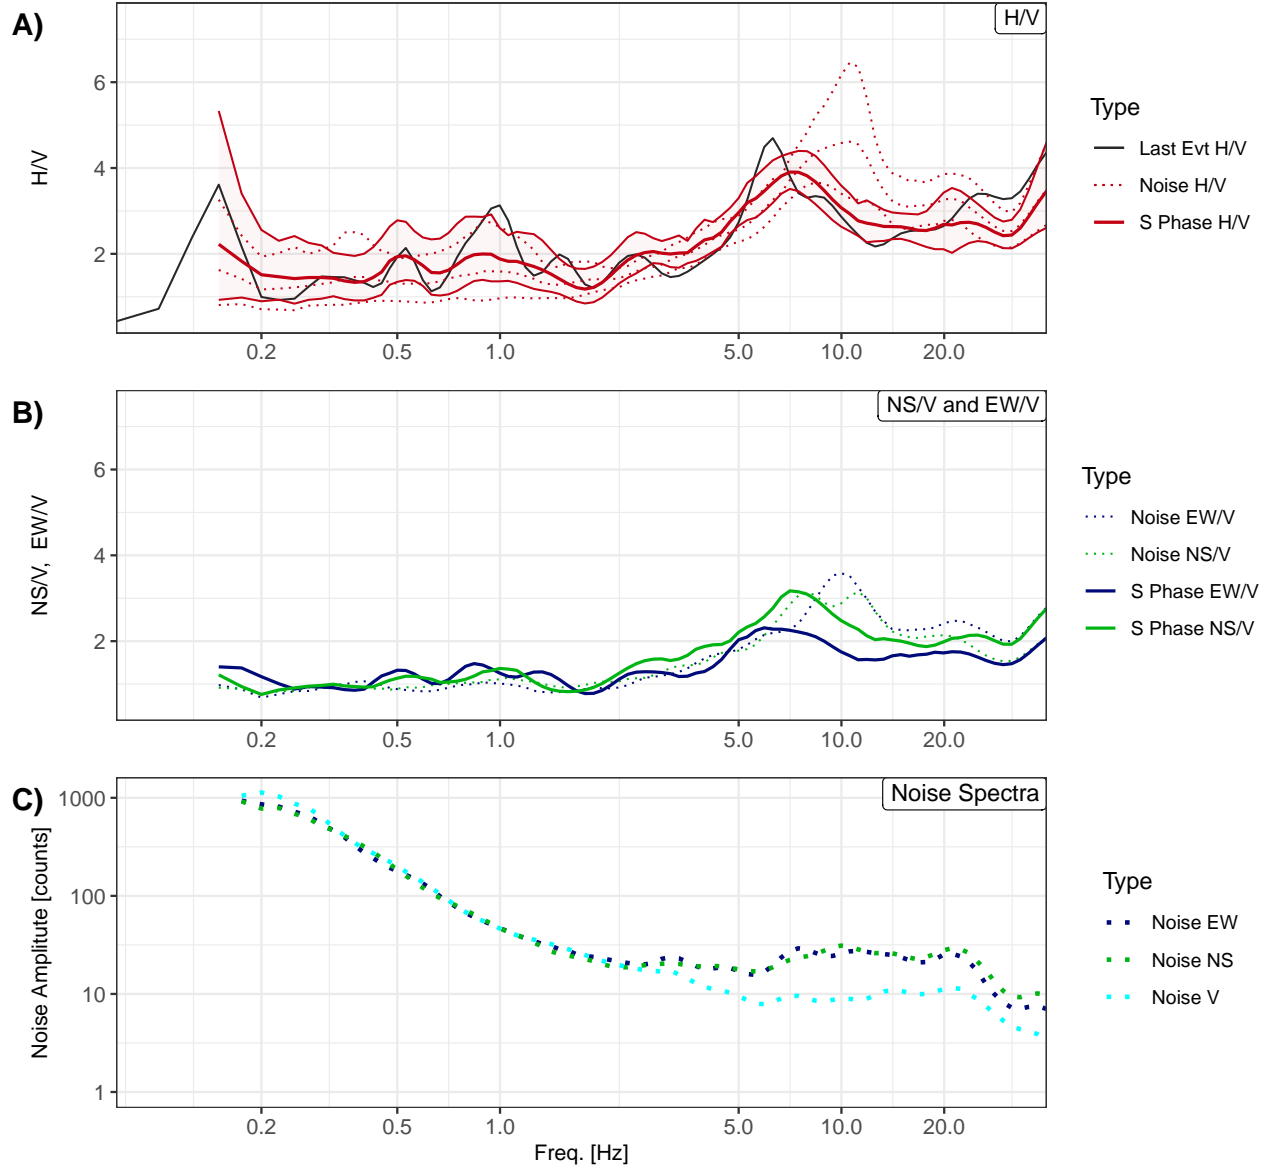 A)
H/V
6
4
2
H/V
0.2
0.5
1.0
5.0
10.0
20.0
Type
Last Evt H/V
Noise H/V
S Phase H/V
B)
NS/V and EW/V
6
4
2
NS/V, EW/V
0.2
0.5
1.0
5.0
10.0
20.0
Type
Noise EW/V
Noise NS/V
S Phase EW/V
S Phase NS/V
C)
Noise Spectra
1000
100
10
1
Noise Amplitute [counts]
0.2
0.5
1.0
5.0
10.0
20.0
Freq. [Hz]
Type
Noise EW
Noise NS
Noise V